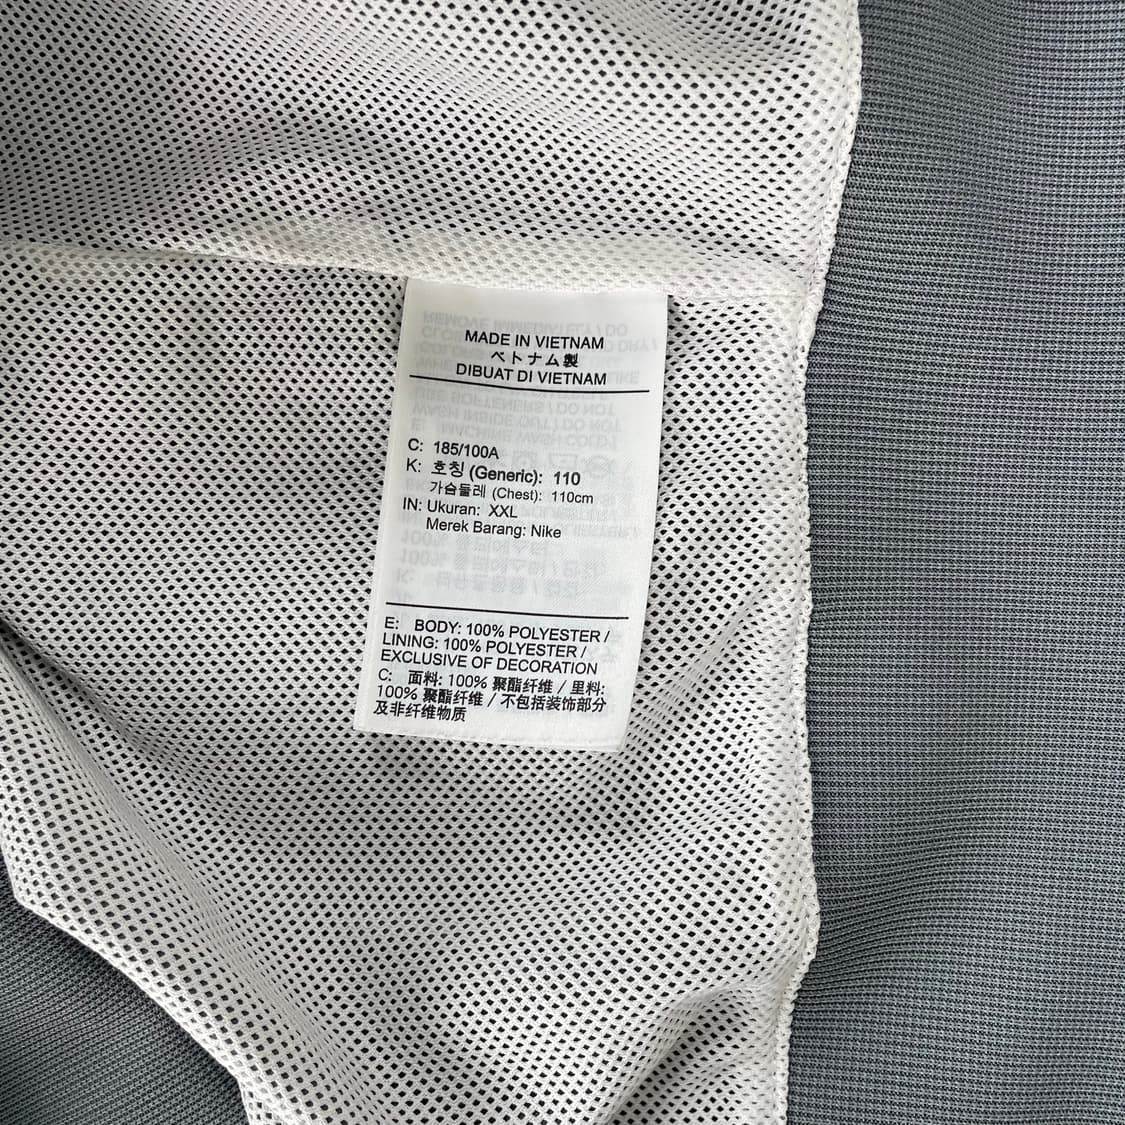 MADE IN VIETNAM
ベトナム製
DIBUAT DI VIETNAM
C: 185/100A
K: 호칭 (Generic): 110
가슴둘레 (Chest): 110cm
IN: Ukuran: XXL
Merek Barang: Nike
E: BODY: 100% POLYESTER /
LINING: 100% POLYESTER /
EXCLUSIVE OF DECORATION
C: 面料: 100% 聚酯纤维 / 里料:
100% 聚酯纤维 / 不包括装饰部分
及非纤维物质